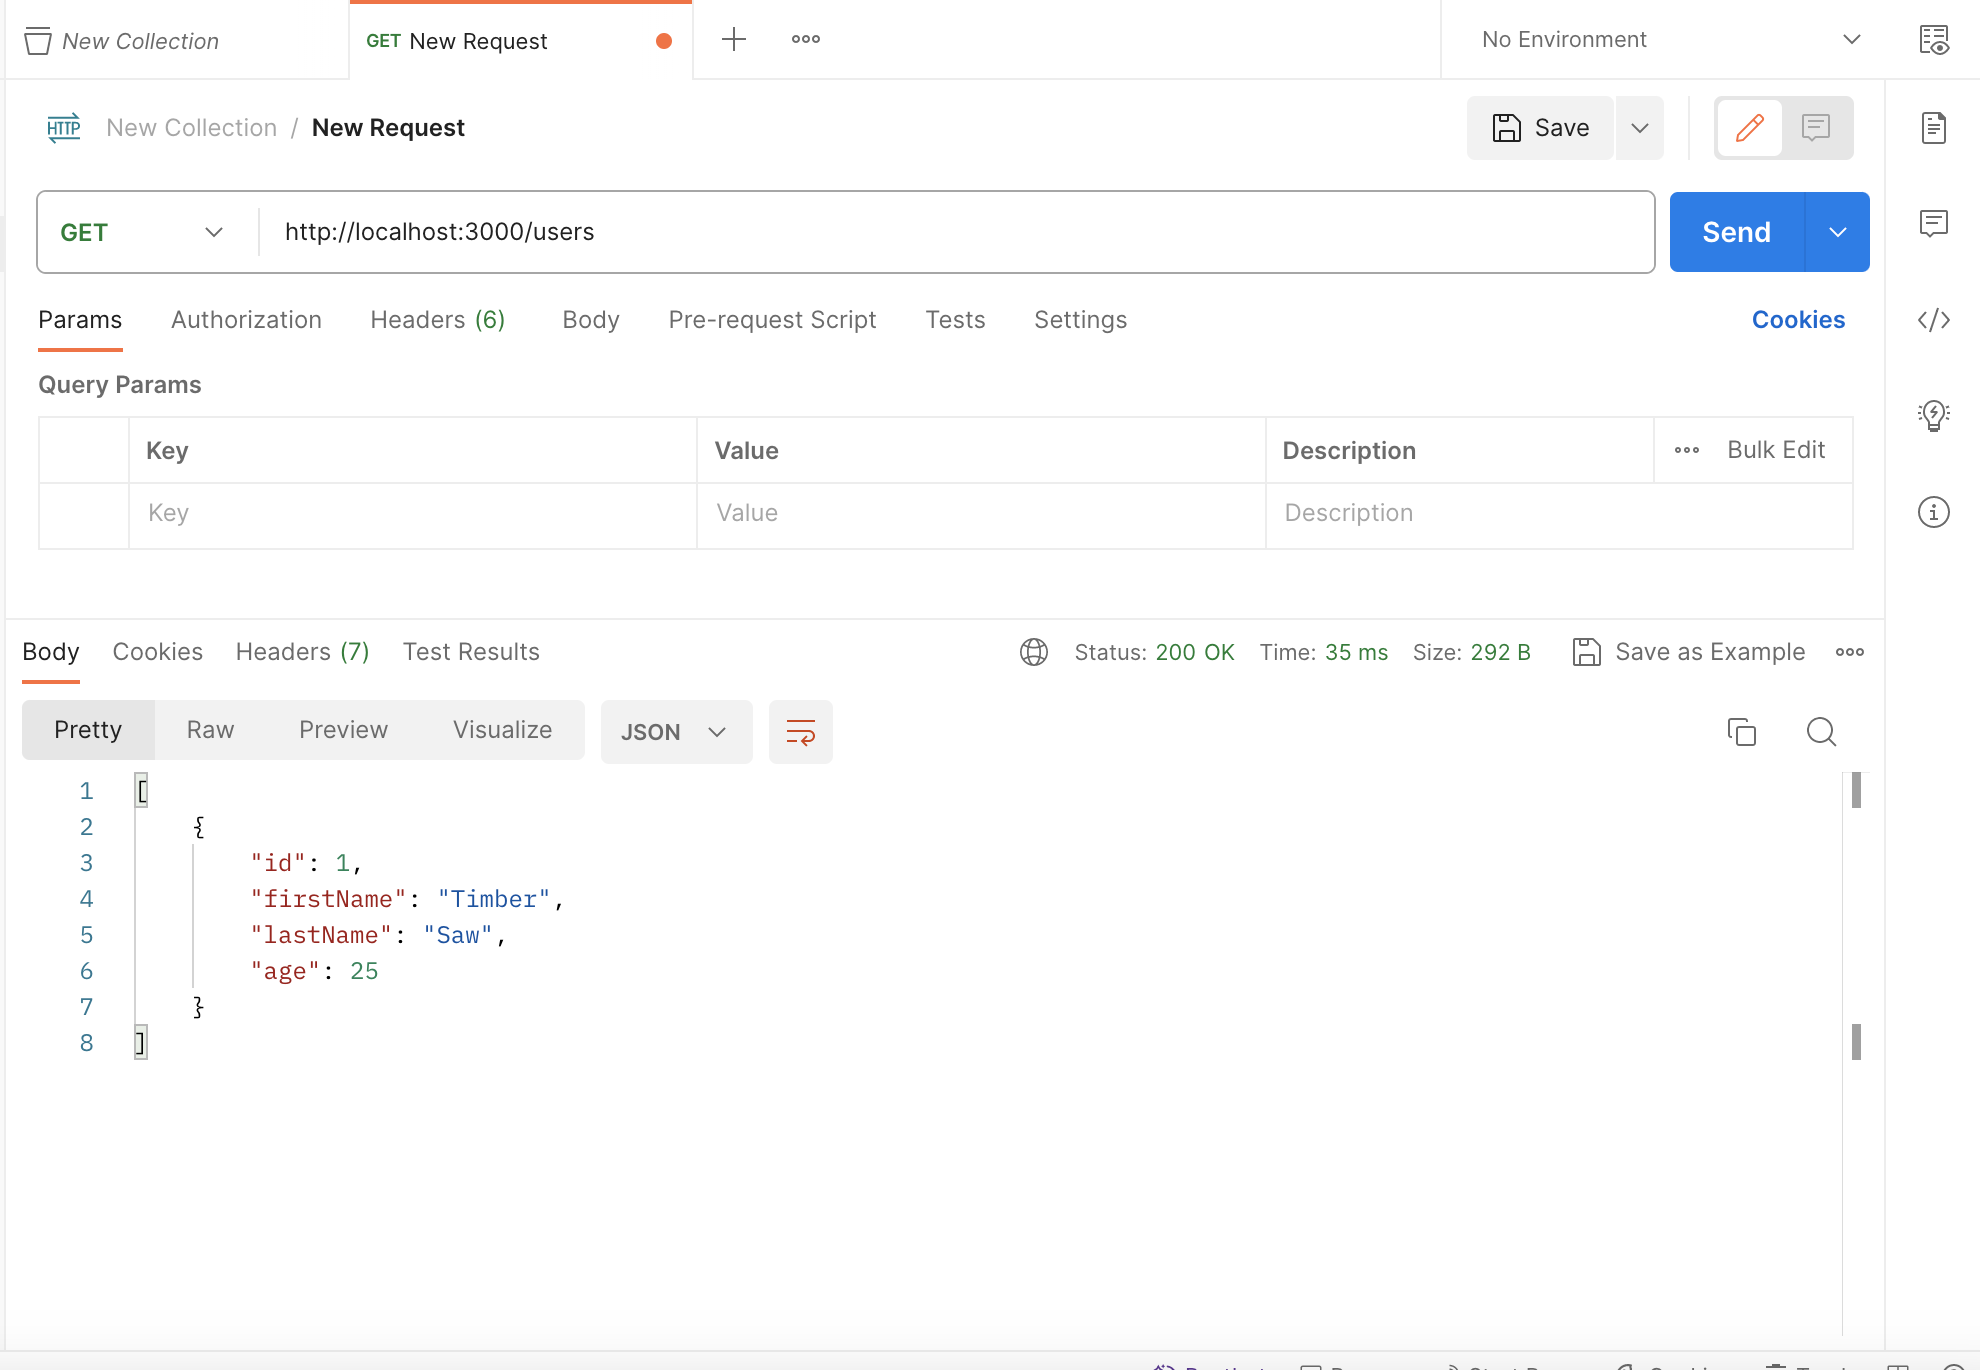 New Collection
GET New Request
No Environment
HTTP New Collection / New Request
Save
GET http://localhost:3000/users
Send
Params Authorization Headers (6) Body Pre-request Script Tests Settings Cookies
Query Params
Key Value Description Bulk Edit
Key Value Description
Body Cookies Headers (7) Test Results Status: 200 OK Time: 35 ms Size: 292 B Save as Example
Pretty Raw Preview Visualize JSON
1 [
2 {
3 "id": 1,
4 "firstName": "Timber",
5 "lastName": "Saw",
6 "age": 25
7 }
8 ]